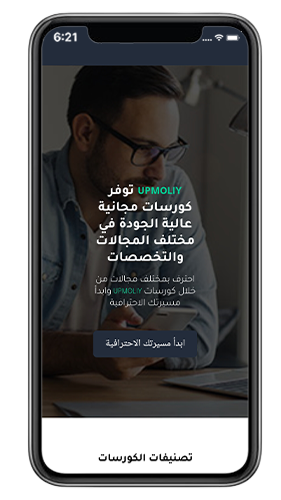 6:21
UPMOLIY توفر
كورسات مجانية
عالية الجودة في
مختلف المجالات
والتخصصات
احترف بمختلف مجالات من
خلال كورسات UPMOLIY وابدأ
مسيرتك الاحترافية
ابدأ مسيرتك الاحترافية
تصنيفات الكورسات